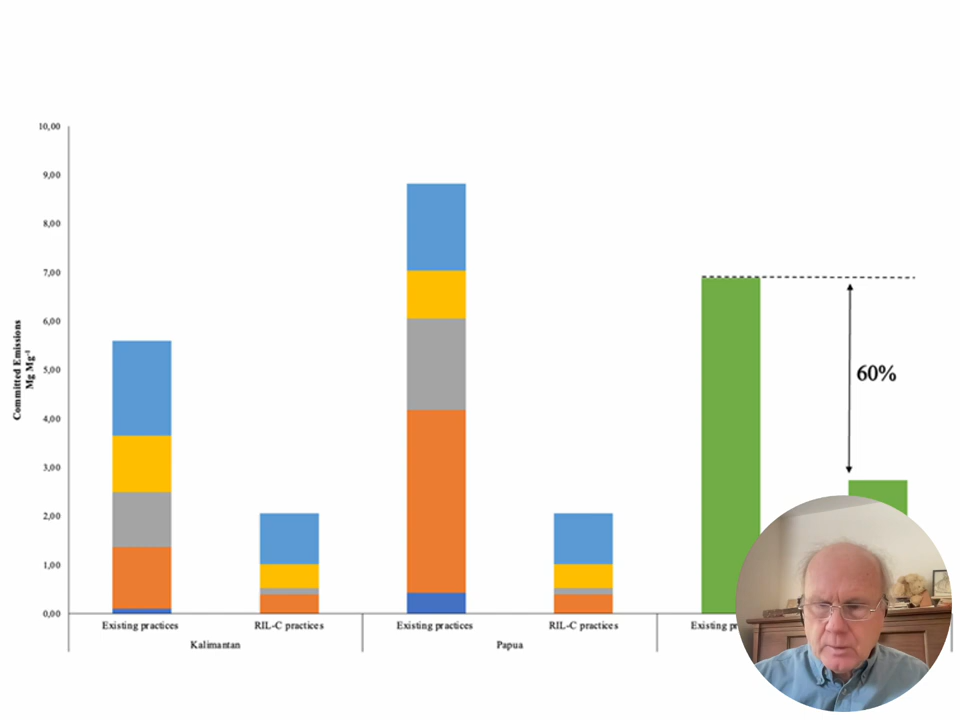 10,00
9,00
8,00
7,00
6,00
5,00
4,00
3,00
2,00
1,00
0,00
Committed Emissions
Mg Mg-1
60%
Existing practices
RIL-C practices
Existing practices
RIL-C practices
Existing
Kalimantan
Papua